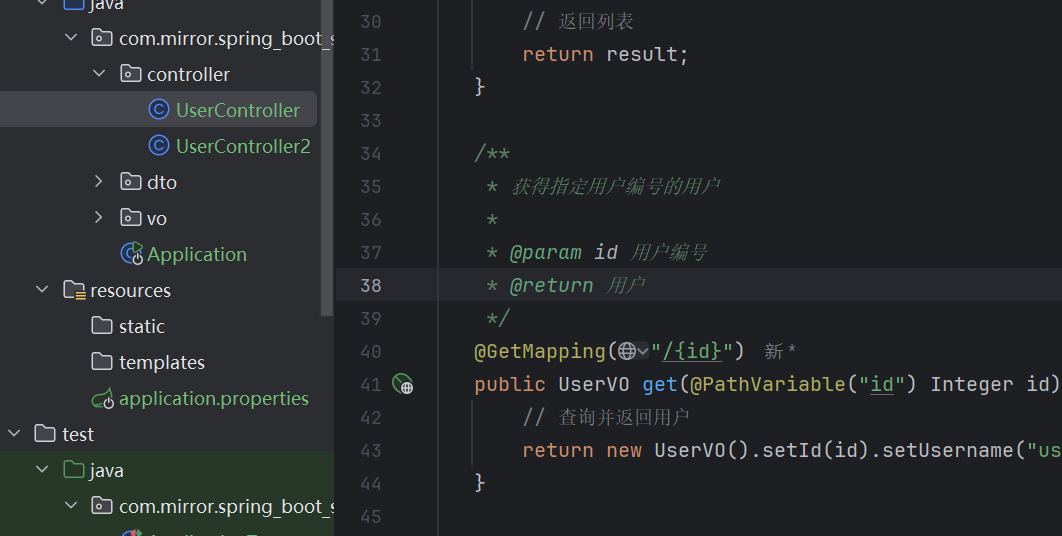 java
com.mirror.spring_boot_s
controller
UserController
UserController2
dto
vo
Application
resources
static
templates
application.properties
test
java
com.mirror.spring_boot_s
30 // 返回列表
31 return result;
32 }
33
34 /**
35 * 获得指定用户编号的用户
36 *
37 * @param id 用户编号
38 * @return 用户
39 */
40 @GetMapping("/{id}") 新 *
41 public UserVO get(@PathVariable("id") Integer id)
42 // 查询并返回用户
43 return new UserVO().setId(id).setUsername("us
44 }
45